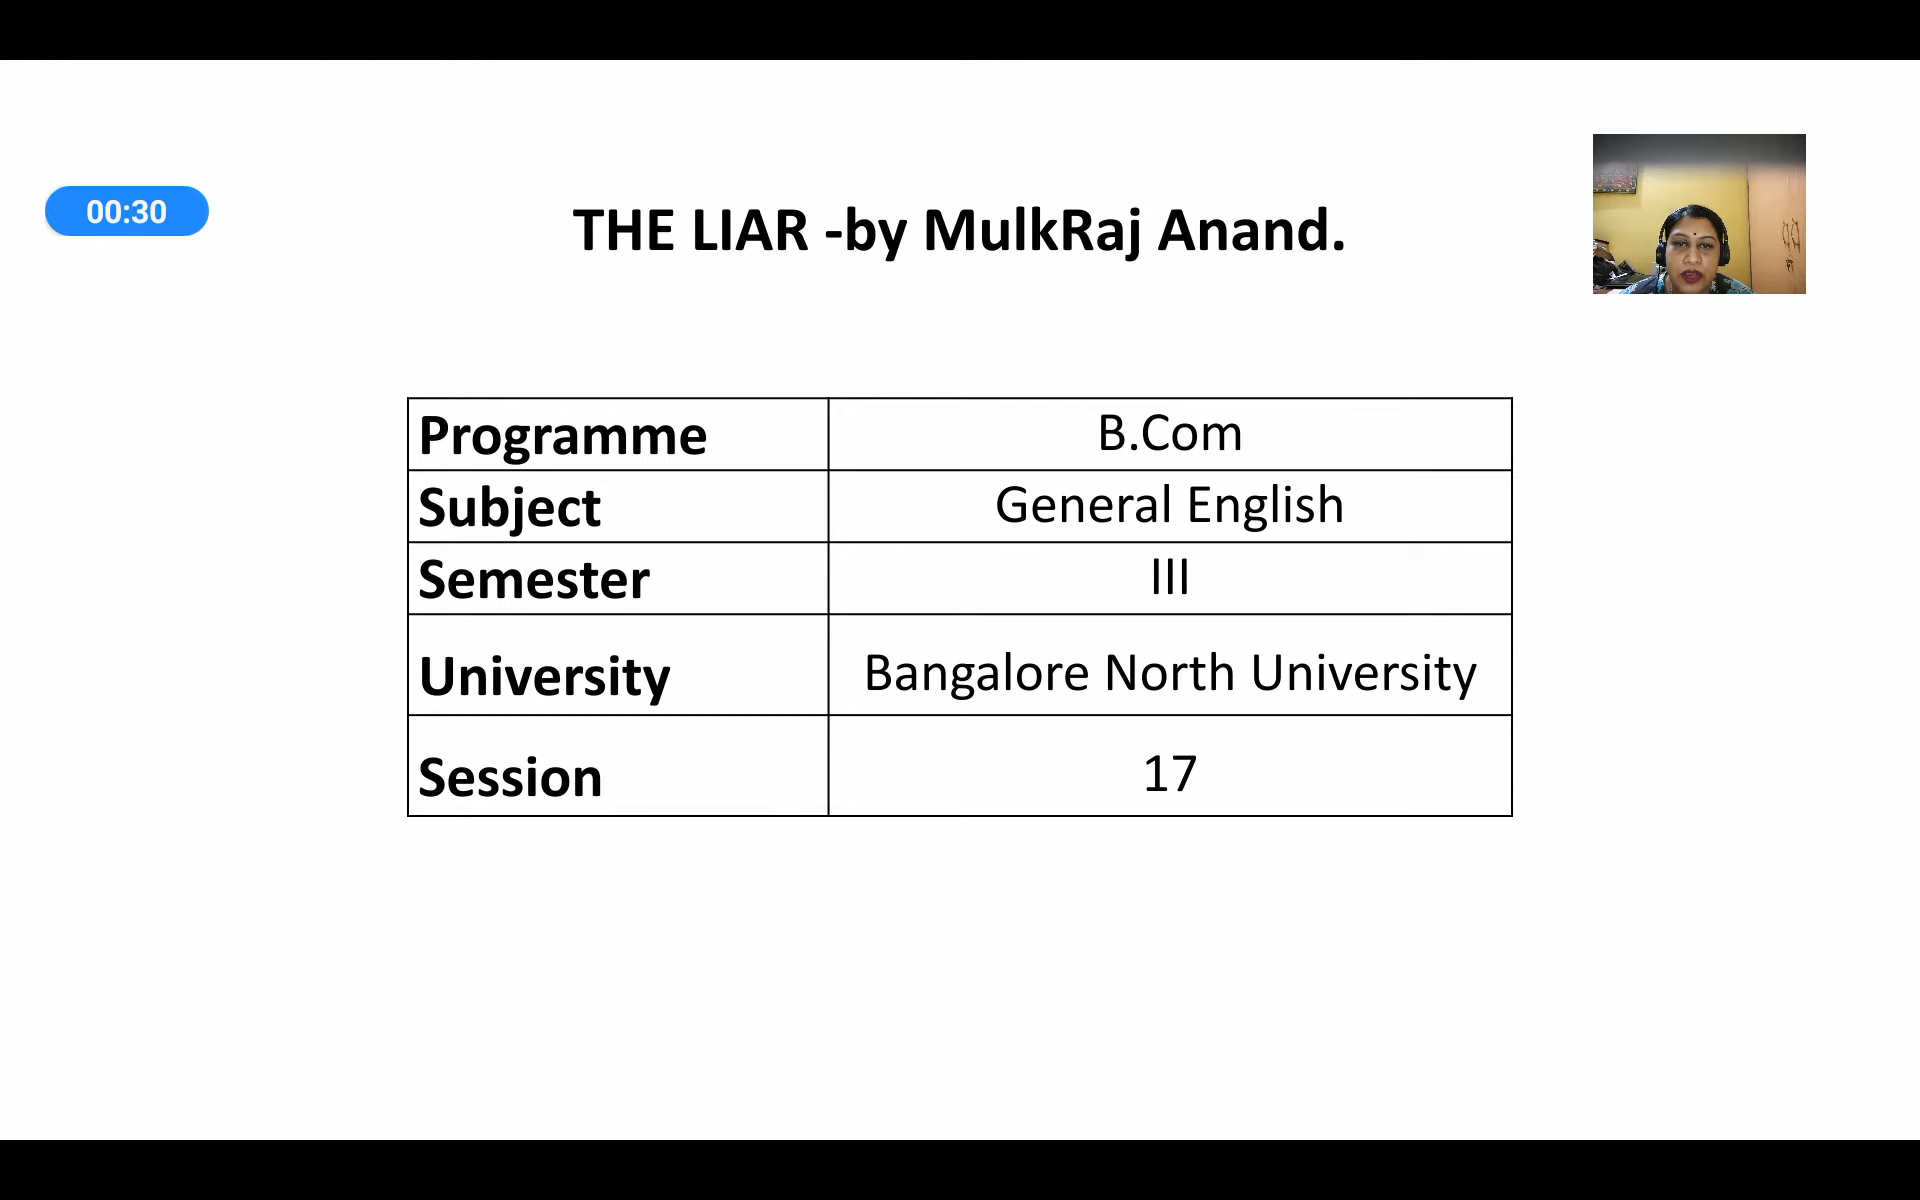 00:30
THE LIAR -by MulkRaj Anand.
Programme B.Com
Subject General English
Semester III
University Bangalore North University
Session 17